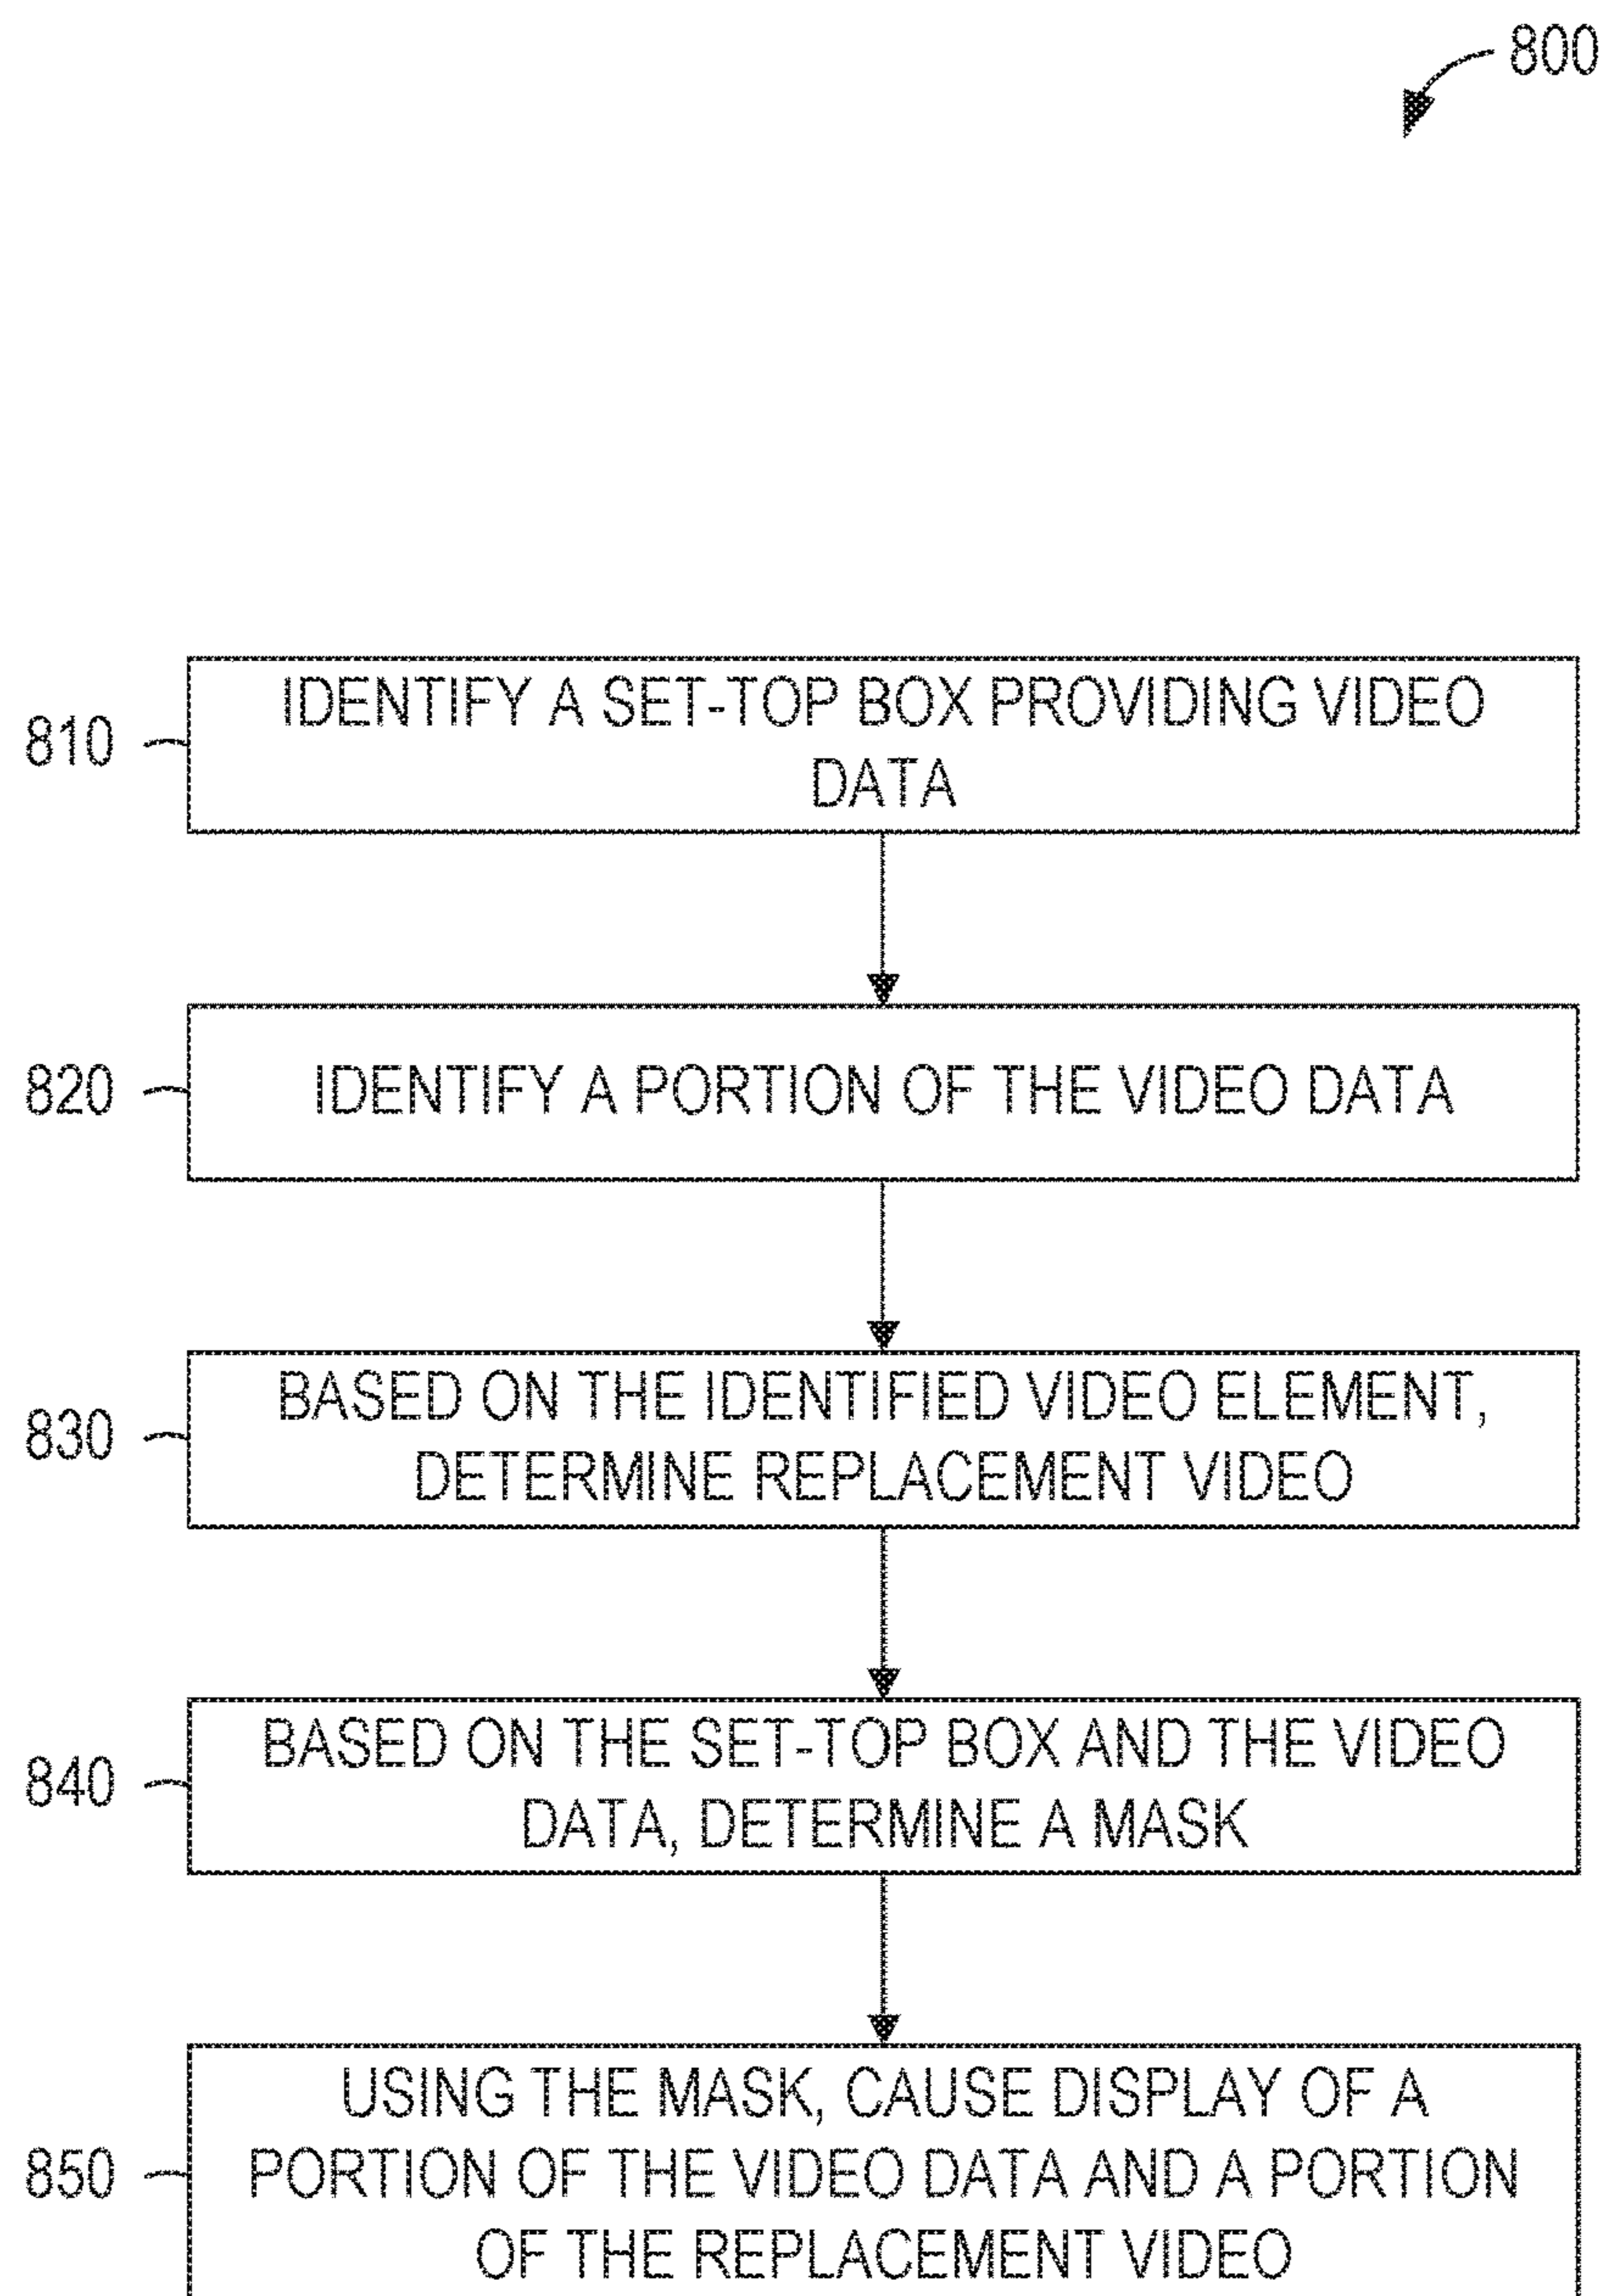 800
810
IDENTIFY A SET-TOP BOX PROVIDING VIDEO
DATA
820
IDENTIFY A PORTION OF THE VIDEO DATA
830
BASED ON THE IDENTIFIED VIDEO ELEMENT,
DETERMINE REPLACEMENT VIDEO
840
BASED ON THE SET-TOP BOX AND THE VIDEO
DATA, DETERMINE A MASK
850
USING THE MASK, CAUSE DISPLAY OF A
PORTION OF THE VIDEO DATA AND A PORTION
OF THE REPLACEMENT VIDEO